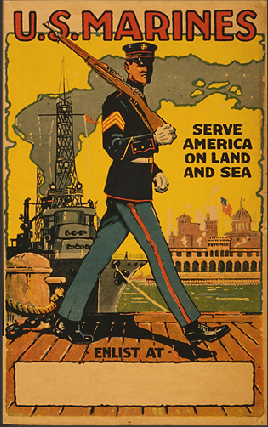 U.S. MARINES
SERVE
AMERICA
ON LAND
AND SEA
ENLIST AT -